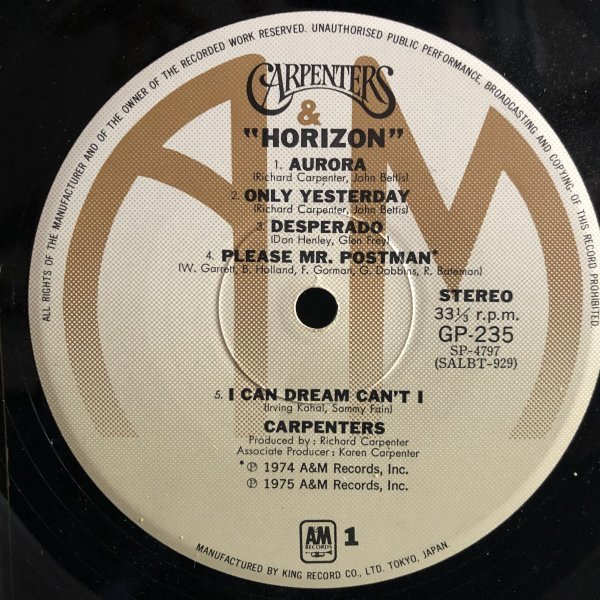 ALL RIGHTS OF THE MANUFACTURER AND OF THE OWNER OF THE RECORDED WORK RESERVED. UNAUTHORISED PUBLIC PERFORMANCE, BROADCASTING AND COPYING OF THIS RECORD PROHIBITED
CARPENTERS
&
"HORIZON"
1. AURORA
(Richard Carpenter, John Bettis)
2. ONLY YESTERDAY
(Richard Carpenter, John Bettis)
3. DESPERADO
(Don Henley, Glen Frey)
4. PLEASE MR. POSTMAN*
(W. Garrett, B. Holland, F. Gorman, G. Dobbins, R. Bateman)
STEREO
33⅓ r.p.m.
GP-235
SP-4797
(SALBT-929)
5. I CAN DREAM CAN'T I
(Irving Kahal, Sammy Fain)
CARPENTERS
Produced by : Richard Carpenter
Associate Producer : Karen Carpenter
* ℗ 1974 A&M Records, Inc.
℗ 1975 A&M Records, Inc.
A&M
RECORDS
1
MANUFACTURED BY KING RECORD CO., LTD. TOKYO, JAPAN.